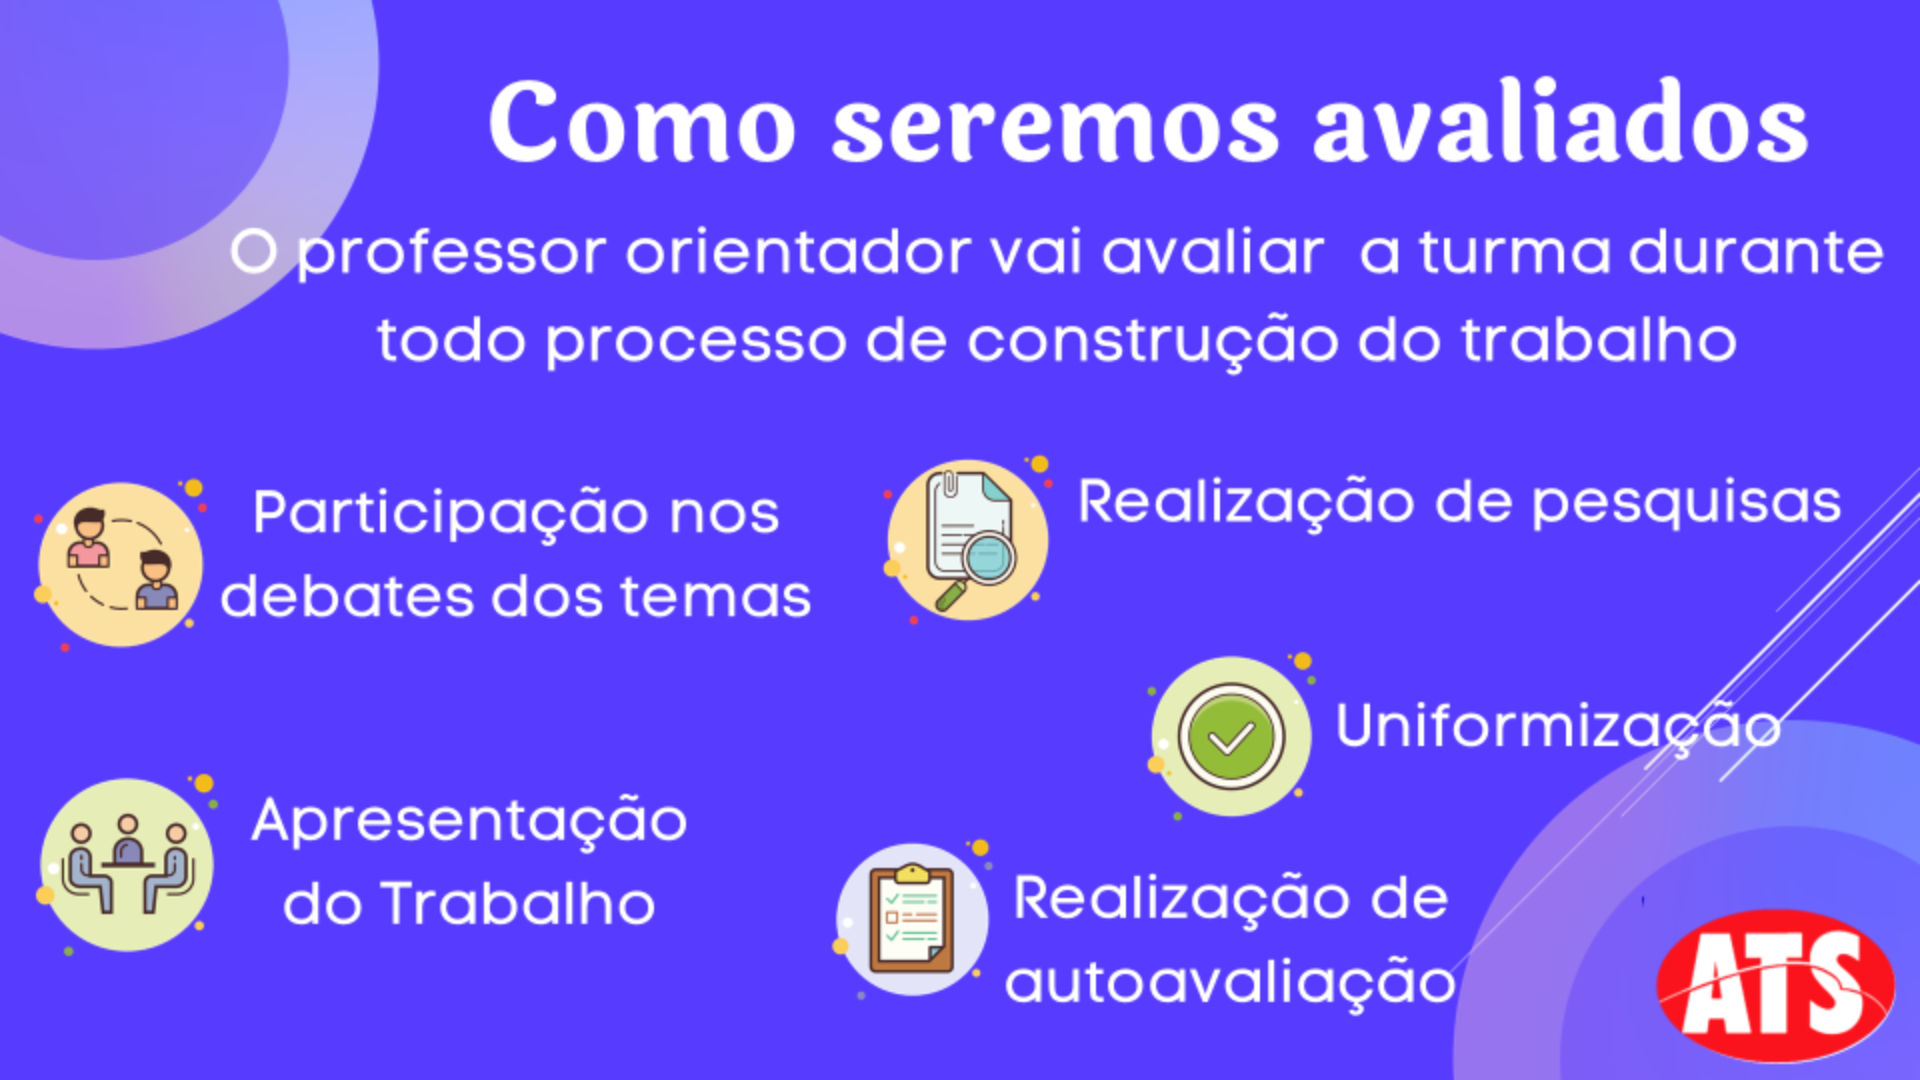 Como seremos avaliados
O professor orientador vai avaliar  a turma durante
todo processo de construção do trabalho
Participação nos
debates dos temas
Realização de pesquisas
Uniformização
Apresentação
do Trabalho
Realização de
autoavaliação
ATS